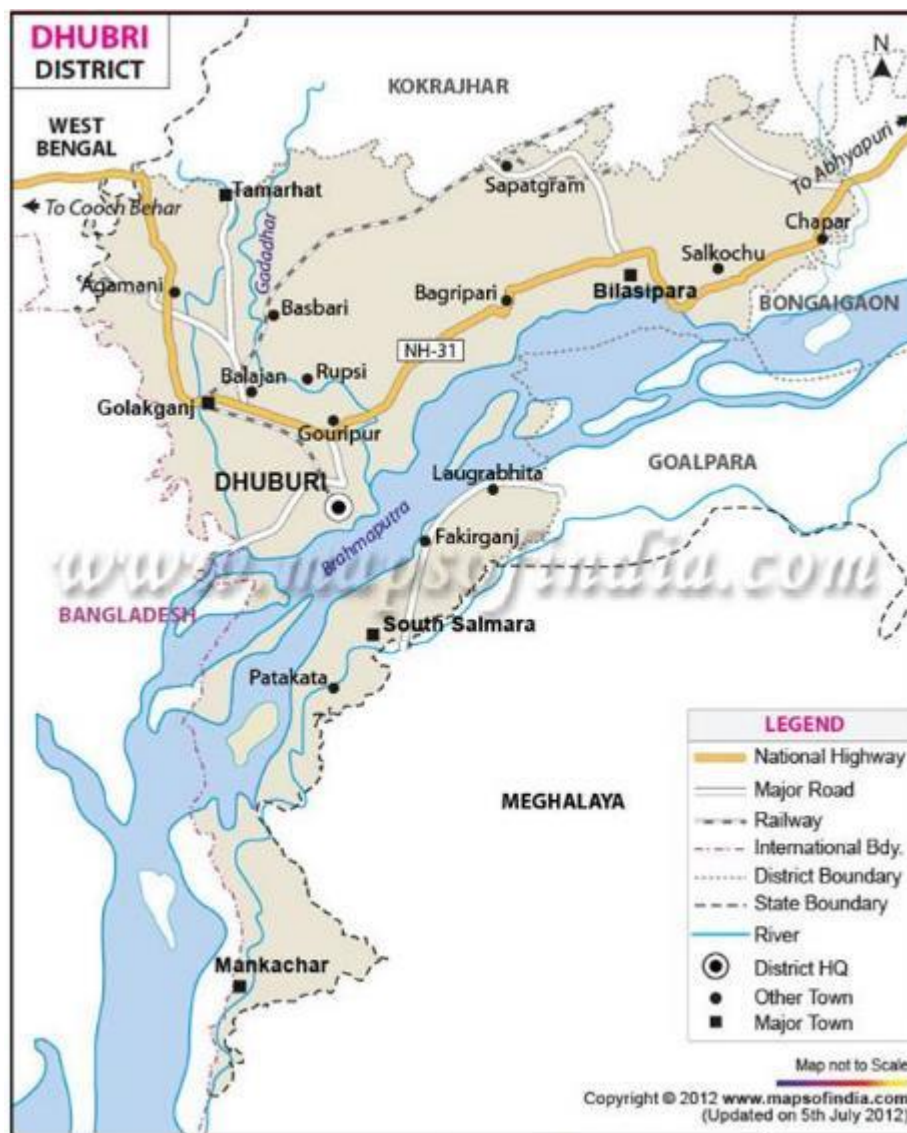 DHUBRI
DISTRICT
N
KOKRAJHAR
WEST
BENGAL
To Abhyapuri
Sapatgram
Tamarhat
To Cooch Behar
Chapar
Gadadhar
Salkochu
Agamani
Bagripari
Bilasipara
Basbari
BONGAIGAON
NH-31
Rupsi
Balajan
Golakganj
Gouripur
GOALPARA
Laugrabhita
DHUBURI
Brahmaputra
Fakirganj
www.mapsofindia.com
BANGLADESH
South Salmara
Patakata
LEGEND
National Highway
Major Road
Railway
International Bdy.
District Boundary
State Boundary
River
District HQ
Other Town
Major Town
MEGHALAYA
Mankachar
Map not to Scale
Copyright © 2012 www.mapsofindia.com
(Updated on 5th July 2012)